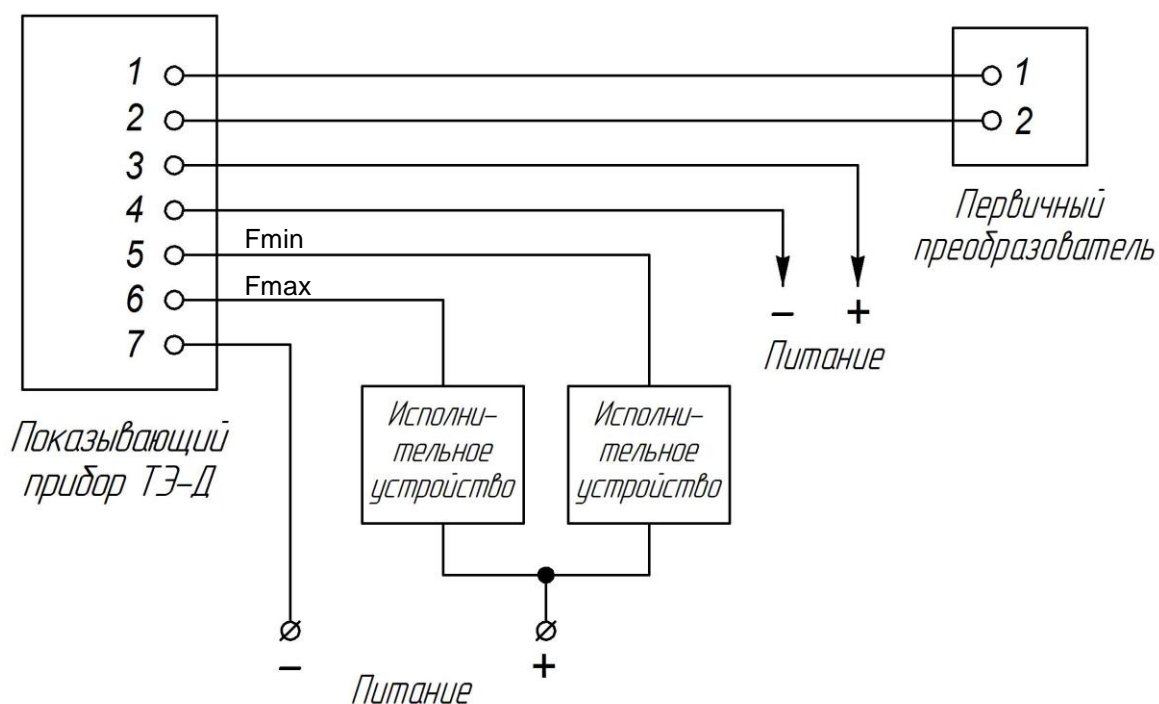 1
2
3
4
5
6
7
Fmin
Fmax
1
2
Первичный
преобразователь
– +
Питание
Показывающий
прибор ТЭ–Д
Исполни–
тельное
устройство
Исполни–
тельное
устройство
– +
Питание